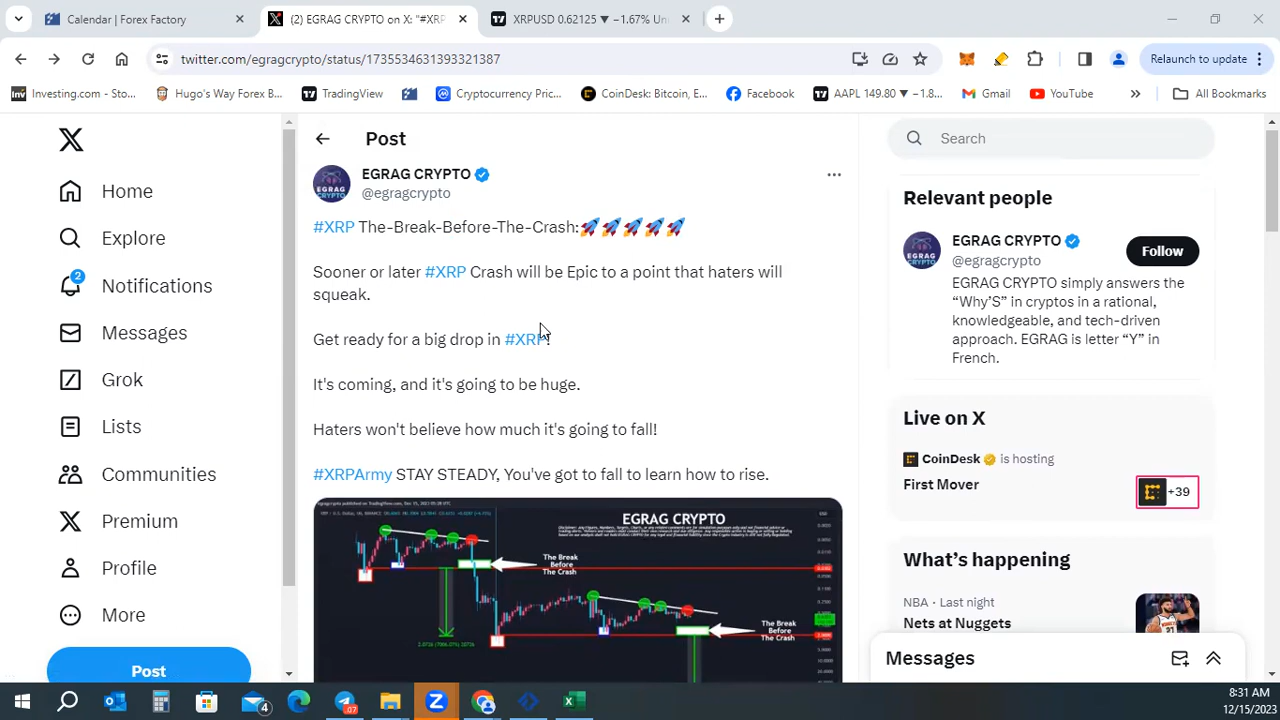 Calendar | Forex Factory
(2) EGRAG CRYPTO on X: "#XRP
XRPUSD 0.62125 ▼ −1.67% Un
twitter.com/egragcrypto/status/1735534631393321387
Relaunch to update
Investing.com - Sto...
Hugo's Way Forex B...
TradingView
Cryptocurrency Pric...
CoinDesk: Bitcoin, E...
Facebook
AAPL 149.80 ▼ −1.8...
Gmail
YouTube
All Bookmarks
Home
Explore
2
Notifications
Messages
Grok
Lists
Communities
Premium
Profile
More
Post
Post
EGRAG CRYPTO
@egragcrypto
#XRP The-Break-Before-The-Crash:🚀🚀🚀🚀🚀
Sooner or later #XRP Crash will be Epic to a point that haters will
squeak.
Get ready for a big drop in #XRP!
It's coming, and it's going to be huge.
Haters won't believe how much it's going to fall!
#XRPArmy STAY STEADY, You've got to fall to learn how to rise.
EGRAG CRYPTO
The Break
Before
The Crash
The Break
Before
The Crash
Search
Relevant people
EGRAG CRYPTO
@egragcrypto
Follow
EGRAG CRYPTO simply answers the
“Why’S” in cryptos in a rational,
knowledgeable, and tech-driven
approach. EGRAG is letter “Y” in
French.
Live on X
CoinDesk is hosting
First Mover
+39
What’s happening
NBA · Last night
Nets at Nuggets
Messages
4
07
8:31 AM
12/15/2023